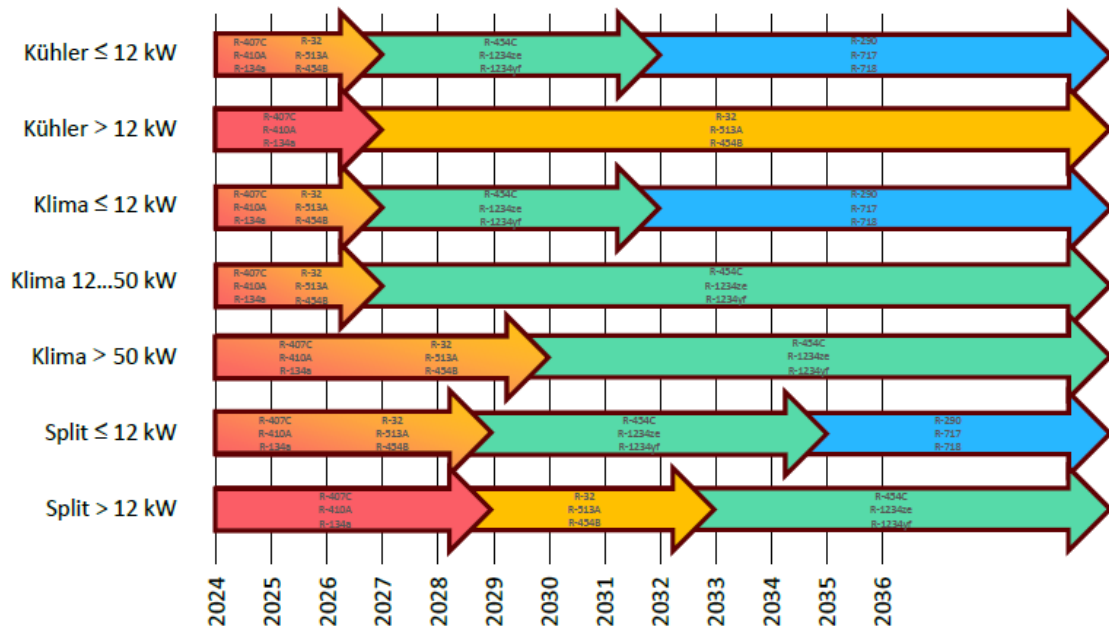 Kühler ≤ 12 kW
R-407C R-32 R-454C R-290
R-410A R-513A R-1234ze R-717
R-134a R-454B R-1234yf R-718
Kühler > 12 kW
R-407C R-32
R-410A R-513A
R-134a R-454B
Klima ≤ 12 kW
R-407C R-32 R-454C R-290
R-410A R-513A R-1234ze R-717
R-134a R-454B R-1234yf R-718
Klima 12...50 kW
R-407C R-32 R-454C
R-410A R-513A R-1234ze
R-134a R-454B R-1234yf
Klima > 50 kW
R-407C R-32 R-454C
R-410A R-513A R-1234ze
R-134a R-454B R-1234yf
Split ≤ 12 kW
R-407C R-32 R-454C R-290
R-410A R-513A R-1234ze R-717
R-134a R-454B R-1234yf R-718
Split > 12 kW
R-407C R-32 R-454C
R-410A R-513A R-1234ze
R-134a R-454B R-1234yf
2024 2025 2026 2027 2028 2029 2030 2031 2032 2033 2034 2035 2036